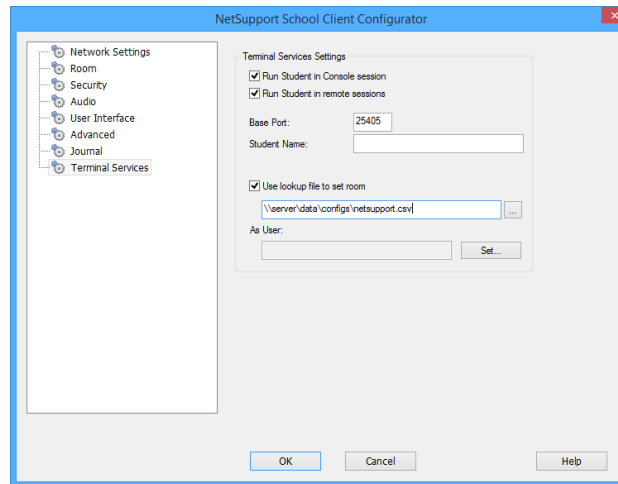 NetSupport School Client Configurator
Network Settings
Room
Security
Audio
User Interface
Advanced
Journal
Terminal Services
Terminal Services Settings
Run Student in Console session
Run Student in remote sessions
Base Port: 25405
Student Name:
Use lookup file to set room
\\server\data\configs\netsupport.csv
...
As User:
Set...
OK Cancel Help